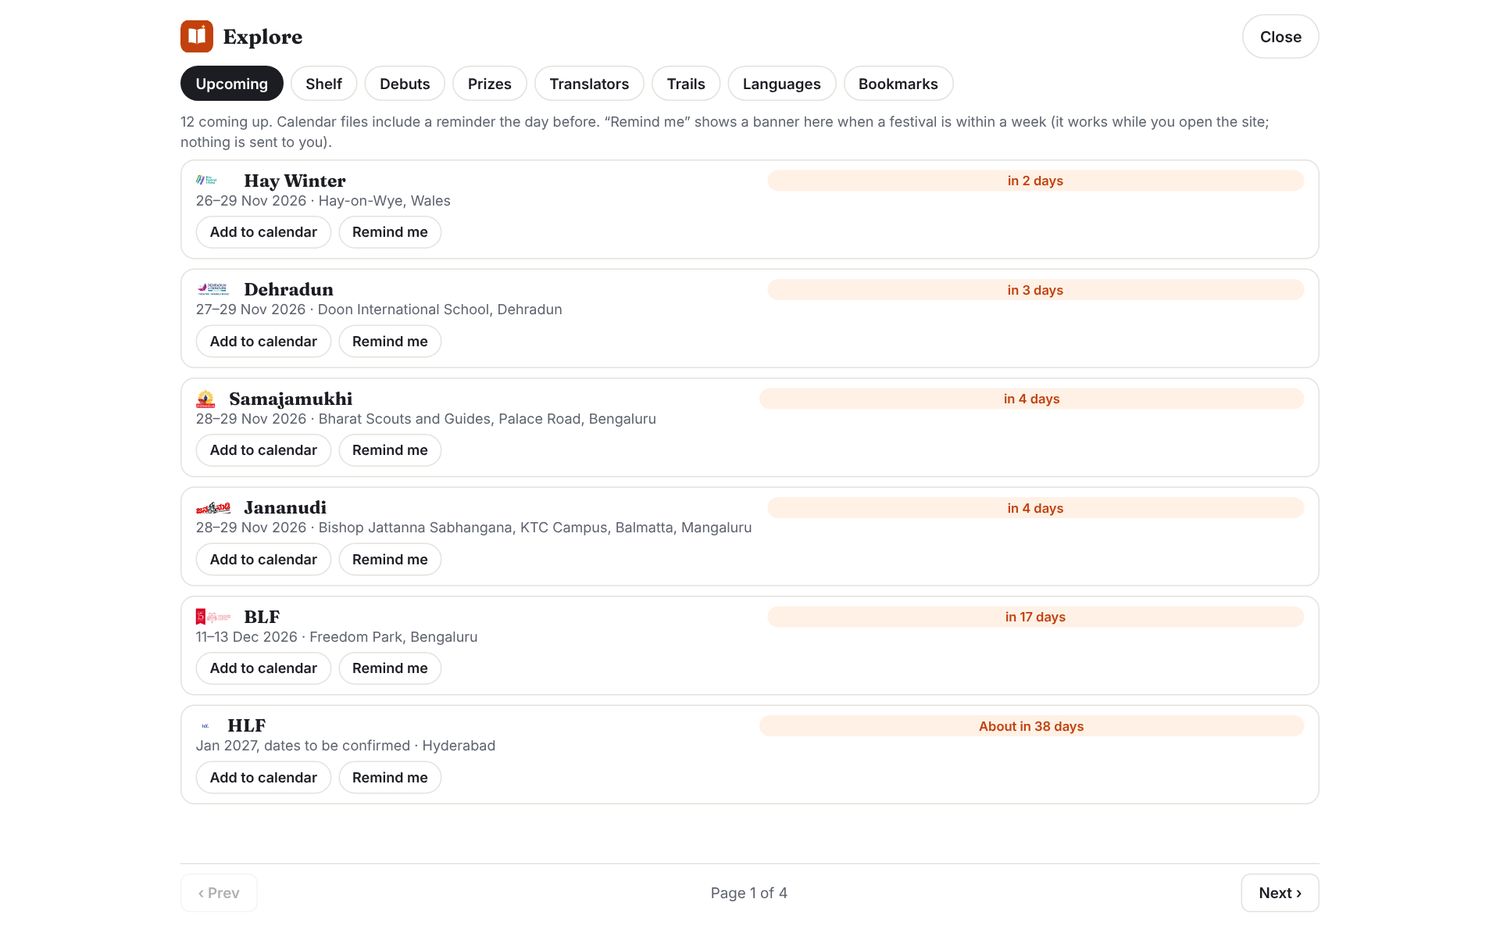 Explore
Close
Upcoming
Shelf
Debuts
Prizes
Translators
Trails
Languages
Bookmarks
12 coming up. Calendar files include a reminder the day before. “Remind me” shows a banner here when a festival is within a week (it works while you open the site;
nothing is sent to you).
Hay Winter
in 2 days
26–29 Nov 2026 · Hay-on-Wye, Wales
Add to calendar
Remind me
Dehradun
in 3 days
27–29 Nov 2026 · Doon International School, Dehradun
Add to calendar
Remind me
Samajamukhi
in 4 days
28–29 Nov 2026 · Bharat Scouts and Guides, Palace Road, Bengaluru
Add to calendar
Remind me
Jananudi
in 4 days
28–29 Nov 2026 · Bishop Jattanna Sabhangana, KTC Campus, Balmatta, Mangaluru
Add to calendar
Remind me
BLF
in 17 days
11–13 Dec 2026 · Freedom Park, Bengaluru
Add to calendar
Remind me
HLF
About in 38 days
Jan 2027, dates to be confirmed · Hyderabad
Add to calendar
Remind me
‹ Prev
Page 1 of 4
Next ›